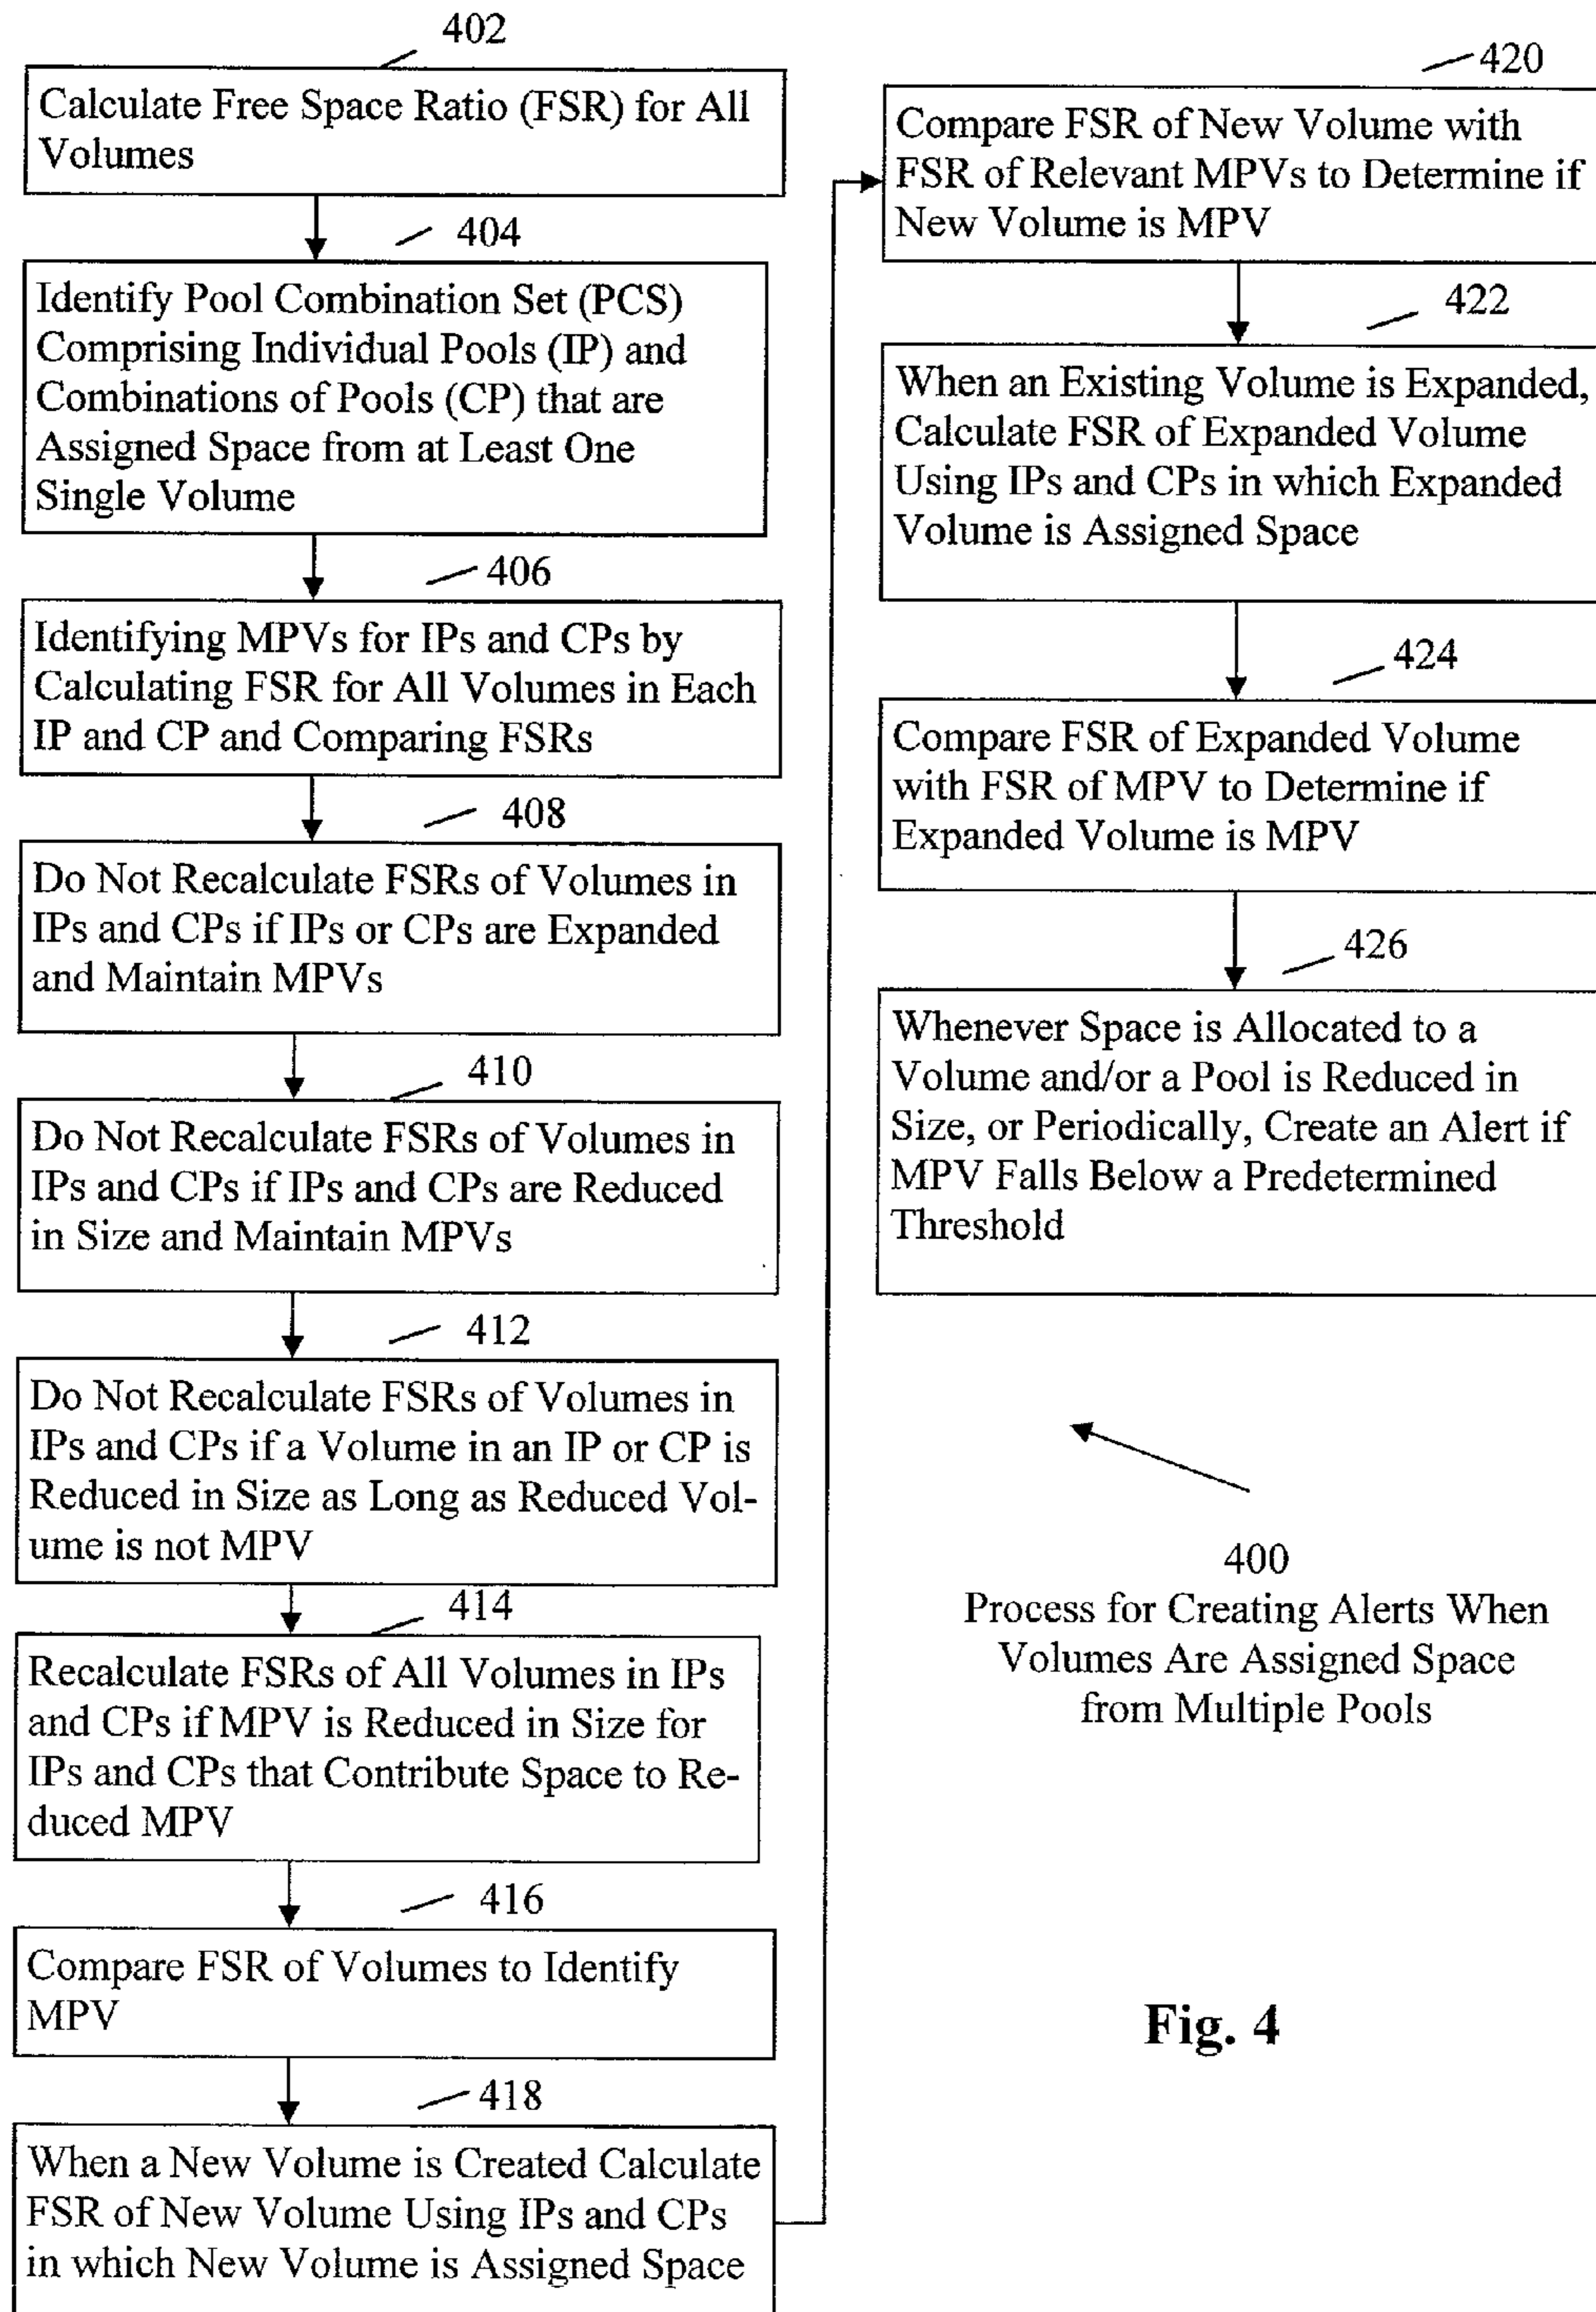 402
Calculate Free Space Ratio (FSR) for All
Volumes
404
Identify Pool Combination Set (PCS)
Comprising Individual Pools (IP) and
Combinations of Pools (CP) that are
Assigned Space from at Least One
Single Volume
406
Identifying MPVs for IPs and CPs by
Calculating FSR for All Volumes in Each
IP and CP and Comparing FSRs
408
Do Not Recalculate FSRs of Volumes in
IPs and CPs if IPs or CPs are Expanded
and Maintain MPVs
410
Do Not Recalculate FSRs of Volumes in
IPs and CPs if IPs and CPs are Reduced
in Size and Maintain MPVs
412
Do Not Recalculate FSRs of Volumes in
IPs and CPs if a Volume in an IP or CP is
Reduced in Size as Long as Reduced Vol-
ume is not MPV
414
Recalculate FSRs of All Volumes in IPs
and CPs if MPV is Reduced in Size for
IPs and CPs that Contribute Space to Re-
duced MPV
416
Compare FSR of Volumes to Identify
MPV
418
When a New Volume is Created Calculate
FSR of New Volume Using IPs and CPs
in which New Volume is Assigned Space
420
Compare FSR of New Volume with
FSR of Relevant MPVs to Determine if
New Volume is MPV
422
When an Existing Volume is Expanded,
Calculate FSR of Expanded Volume
Using IPs and CPs in which Expanded
Volume is Assigned Space
424
Compare FSR of Expanded Volume
with FSR of MPV to Determine if
Expanded Volume is MPV
426
Whenever Space is Allocated to a
Volume and/or a Pool is Reduced in
Size, or Periodically, Create an Alert if
MPV Falls Below a Predetermined
Threshold
400
Process for Creating Alerts When
Volumes Are Assigned Space
from Multiple Pools
Fig. 4